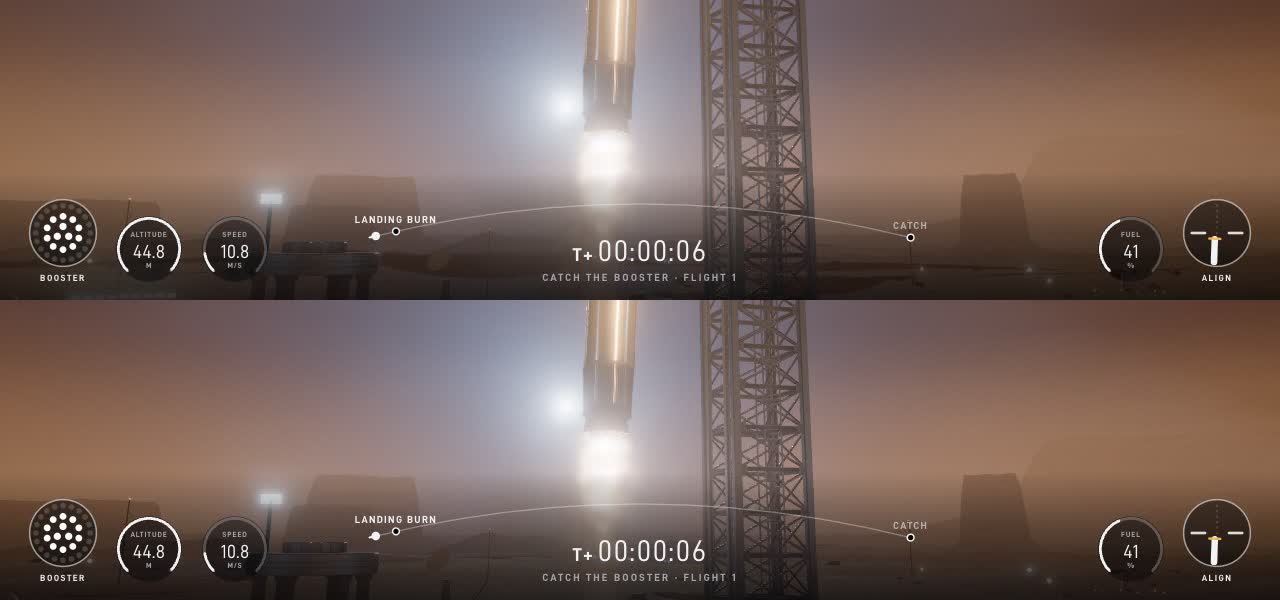 LANDING BURN
CATCH
ALTITUDE
44.8
M
SPEED
10.8
M/S
T+ 00:00:06
FUEL
41
%
BOOSTER
CATCH THE BOOSTER · FLIGHT 1
ALIGN
LANDING BURN
CATCH
ALTITUDE
44.8
M
SPEED
10.8
M/S
T+ 00:00:06
FUEL
41
%
BOOSTER
CATCH THE BOOSTER · FLIGHT 1
ALIGN